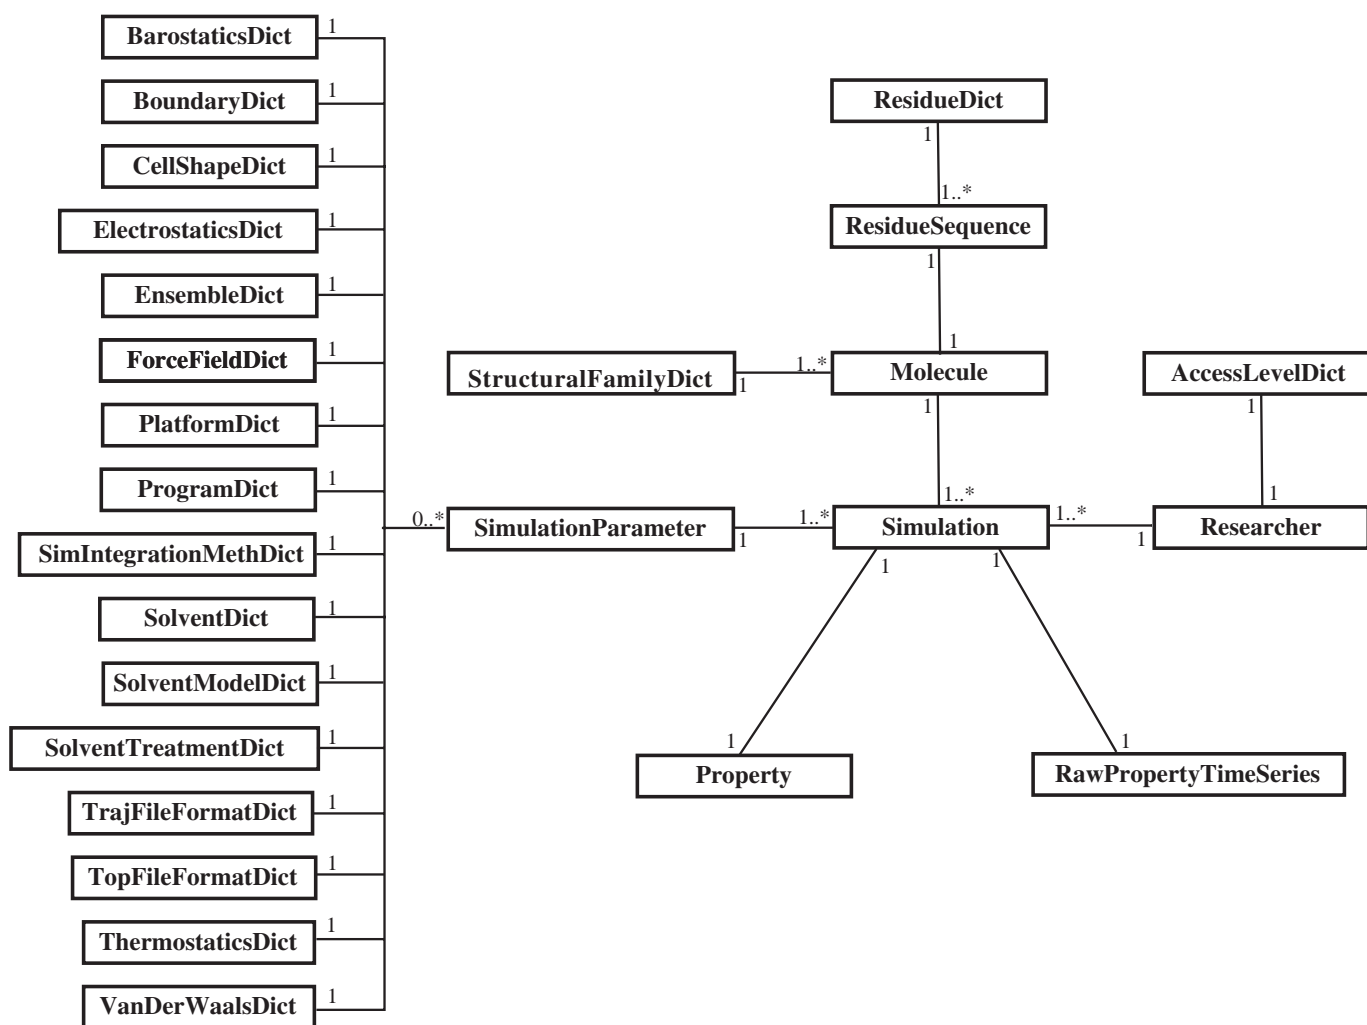 BarostaticsDict 1
BoundaryDict 1
CellShapeDict 1
ElectrostaticsDict 1
EnsembleDict 1
ForceFieldDict 1
PlatformDict 1
ProgramDict 1
SimIntegrationMethDict 1
SolventDict 1
SolventModelDict 1
SolventTreatmentDict 1
TrajFileFormatDict 1
TopFileFormatDict 1
ThermostaticsDict 1
VanDerWaalsDict 1
ResidueDict
1
1..*
ResidueSequence
1
1
StructuralFamilyDict 1 1..* Molecule
1
1..*
AccessLevelDict
1
1
0..* SimulationParameter 1 1..* Simulation 1..* 1 Researcher
1 1
1 1
Property RawPropertyTimeSeries